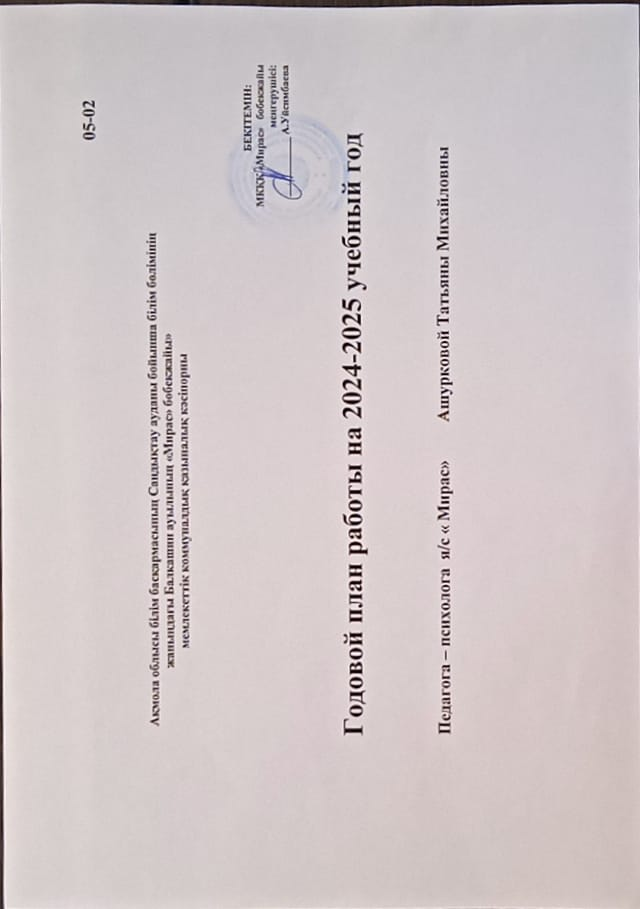 05-02
Ақмола облысы білім басқармасының Сандықтау ауданы бойынша білім бөлімінің
жанындағы Балкашин ауылының «Мирас» бөбекжайы»
мемлекеттік коммуналдық қазыналық кәсіпорны
БЕКІТЕМІН:
МККҚ «Мирас» бөбекжайы
меңгерушісі:
А.Уйсимбаева
Годовой план работы на 2024-2025 учебный год
Педагога – психолога я/с « Мирас» Ашурковой Татьяны Михайловны